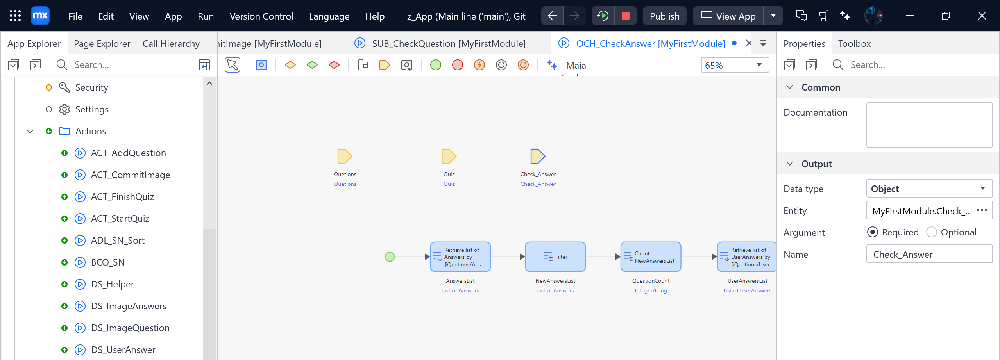 mx File Edit View App Run Version Control Language Help z_App (Main line ('main'), Git Publish View App
App Explorer Page Explorer Call Hierarchy
Search...
Security
Settings
Actions
ACT_AddQuestion
ACT_CommitImage
ACT_FinishQuiz
ACT_StartQuiz
ADL_SN_Sort
BCO_SN
DS_Helper
DS_ImageAnswers
DS_ImageQuestion
DS_UserAnswer
itImage [MyFirstModule] SUB_CheckQuestion [MyFirstModule] OCH_CheckAnswer [MyFirstModule]
Maia
65%
Quetions
Quetions
Quiz
Quiz
Check_Answer
Check_Answer
Retrieve list of
Answers by
$Quetions/Ans...
AnswersList
List of Answers
Filter
NewAnswersList
List of Answers
Count
NewAnswersList
QuestionCount
Integer/Long
Retrieve list of
UserAnswers by
$Quetions/User...
UserAnswersList
List of UserAnswers
Properties Toolbox
Search...
Common
Documentation
Output
Data type Object
Entity MyFirstModule.Check_... 
Argument Required Optional
Name Check_Answer